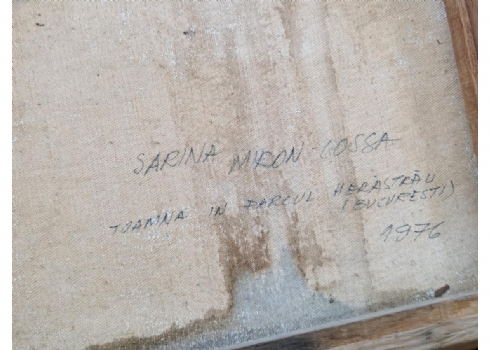 SARINA MIRON-COSSA
TOAMNA IN PARCUL HERĂSTRĂU
(BUCUREȘTI)
1976